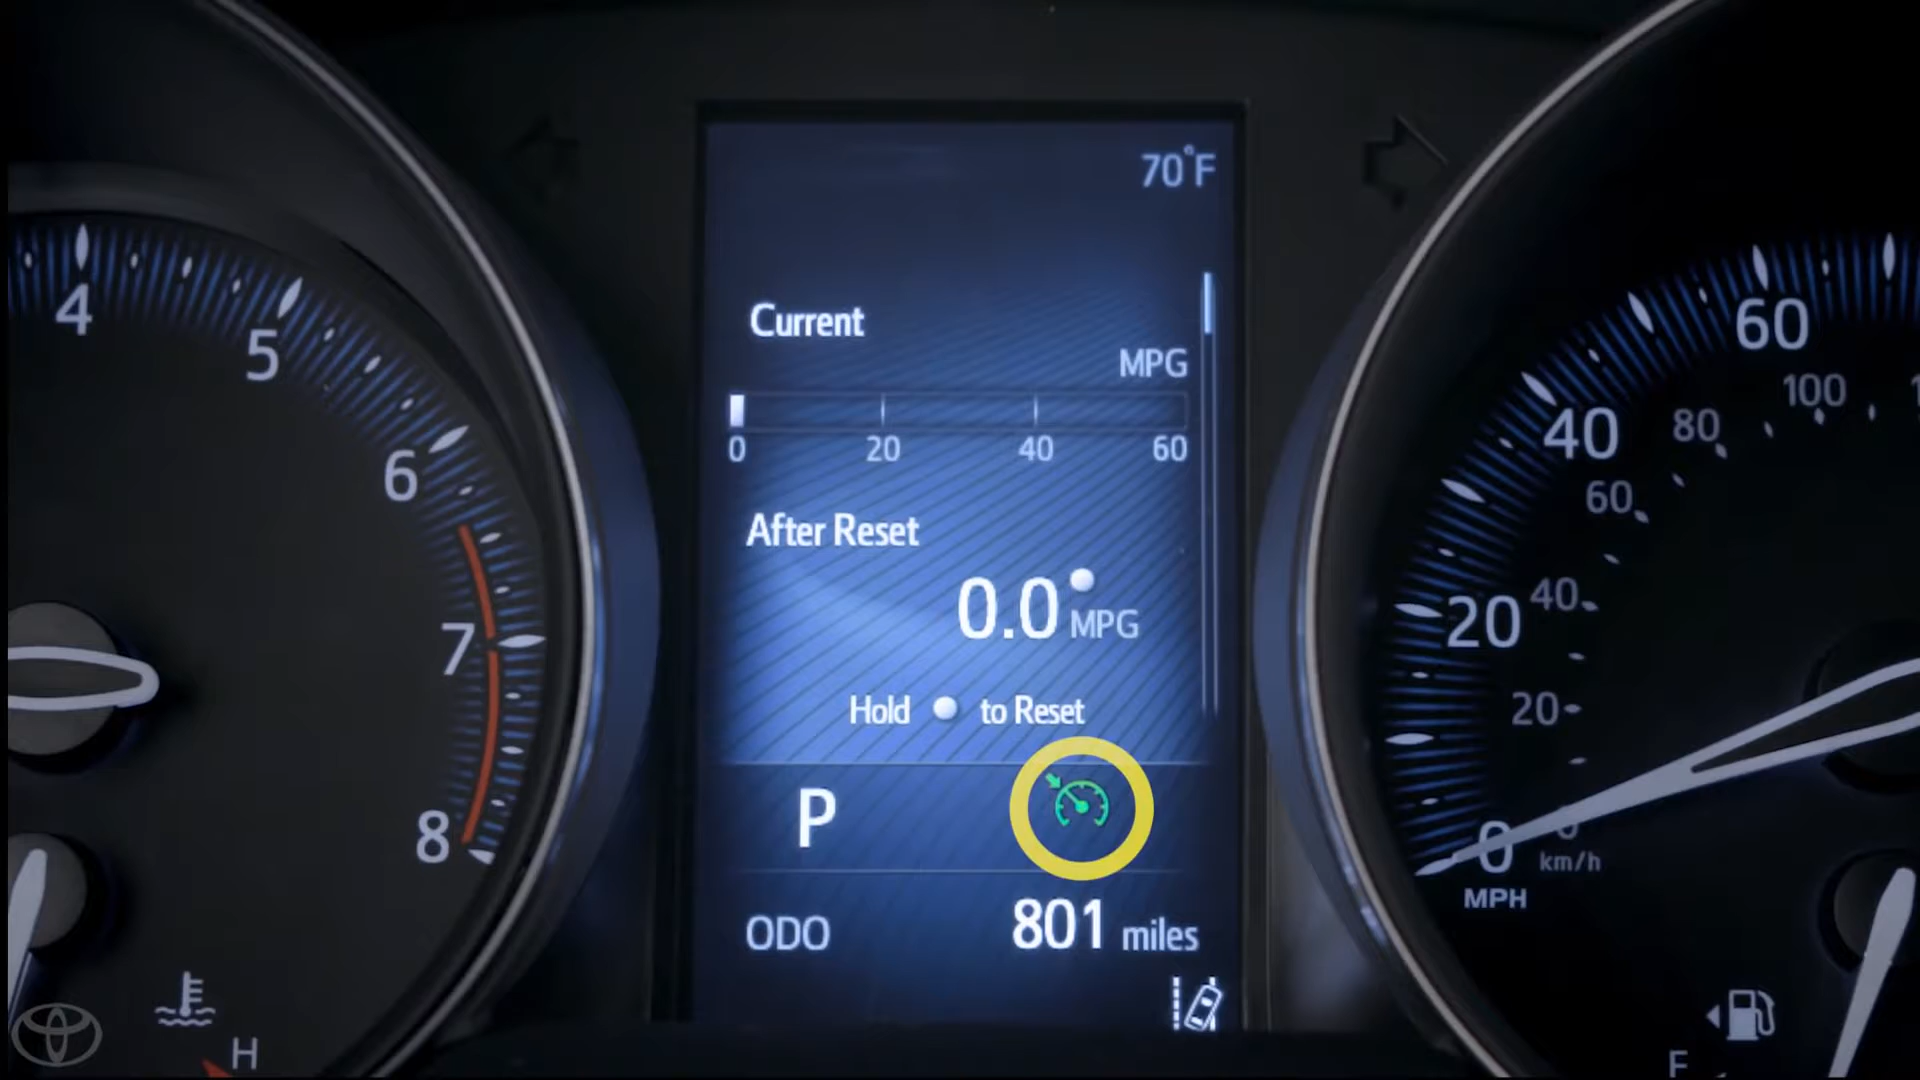 70°F
Current
MPG
0 20 40 60
After Reset
0.0 MPG
Hold to Reset
P
ODO 801 miles
4
5
6
7
8
H
60
40
20
0
MPH
100
80
60
40
20
0
km/h
F